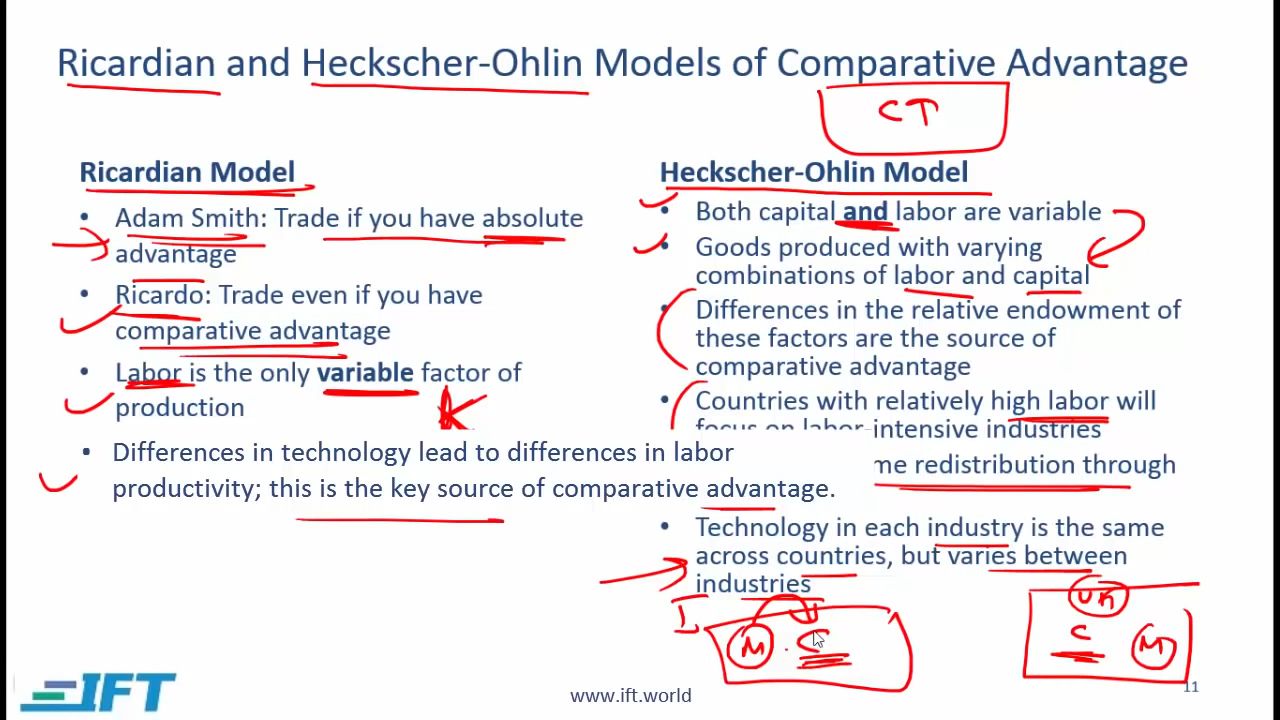 Ricardian and Heckscher-Ohlin Models of Comparative Advantage
CT
Ricardian Model
• Adam Smith: Trade if you have absolute
advantage
• Ricardo: Trade even if you have
comparative advantage
• Labor is the only variable factor of
production
K
• Differences in technology lead to differences in labor
productivity; this is the key source of comparative advantage.
Heckscher-Ohlin Model
• Both capital and labor are variable
• Goods produced with varying
combinations of labor and capital
• Differences in the relative endowment of
these factors are the source of
comparative advantage
• Countries with relatively high labor will
focus on labor-intensive industries
me redistribution through
• Technology in each industry is the same
across countries, but varies between
industries
I
M . C
UK
C M
IFT
www.ift.world
11